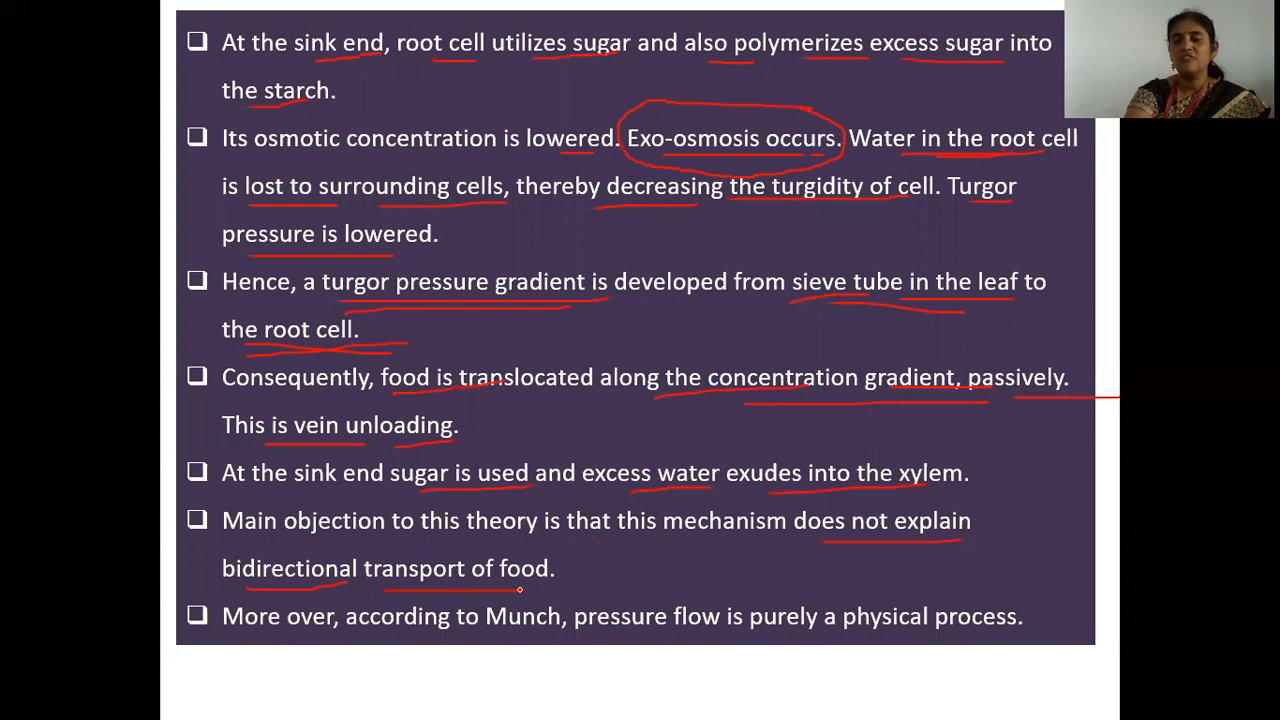 ❑ At the sink end, root cell utilizes sugar and also polymerizes excess sugar into
the starch.
❑ Its osmotic concentration is lowered. Exo-osmosis occurs. Water in the root cell
is lost to surrounding cells, thereby decreasing the turgidity of cell. Turgor
pressure is lowered.
❑ Hence, a turgor pressure gradient is developed from sieve tube in the leaf to
the root cell.
❑ Consequently, food is translocated along the concentration gradient, passively.
This is vein unloading.
❑ At the sink end sugar is used and excess water exudes into the xylem.
❑ Main objection to this theory is that this mechanism does not explain
bidirectional transport of food.
❑ More over, according to Munch, pressure flow is purely a physical process.